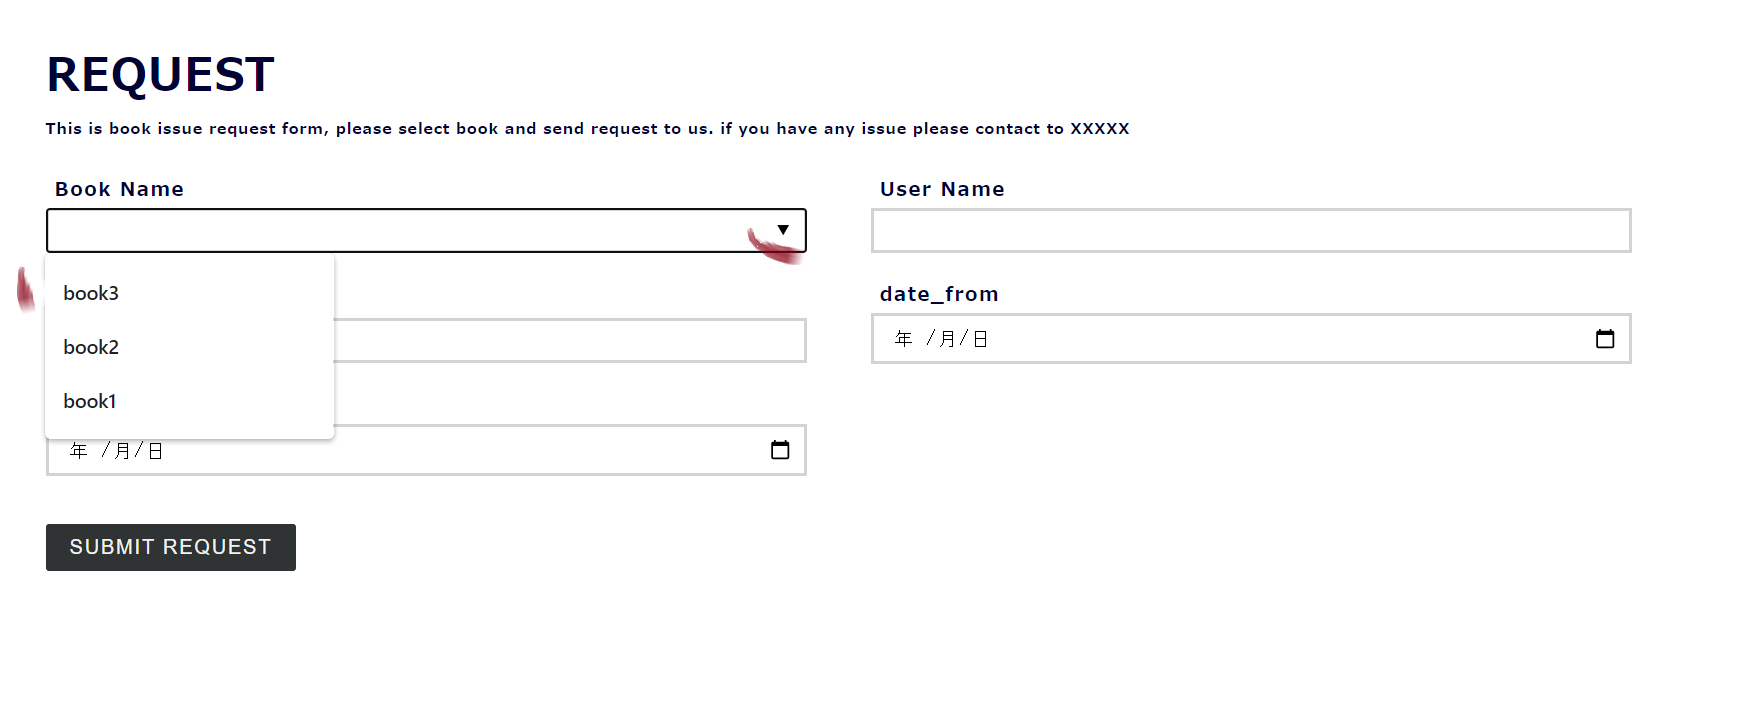 REQUEST
This is book issue request form, please select book and send request to us. if you have any issue please contact to XXXXX
Book Name
User Name
book3
book2
book1
date_from
年 /月/日
年 /月/日
SUBMIT REQUEST